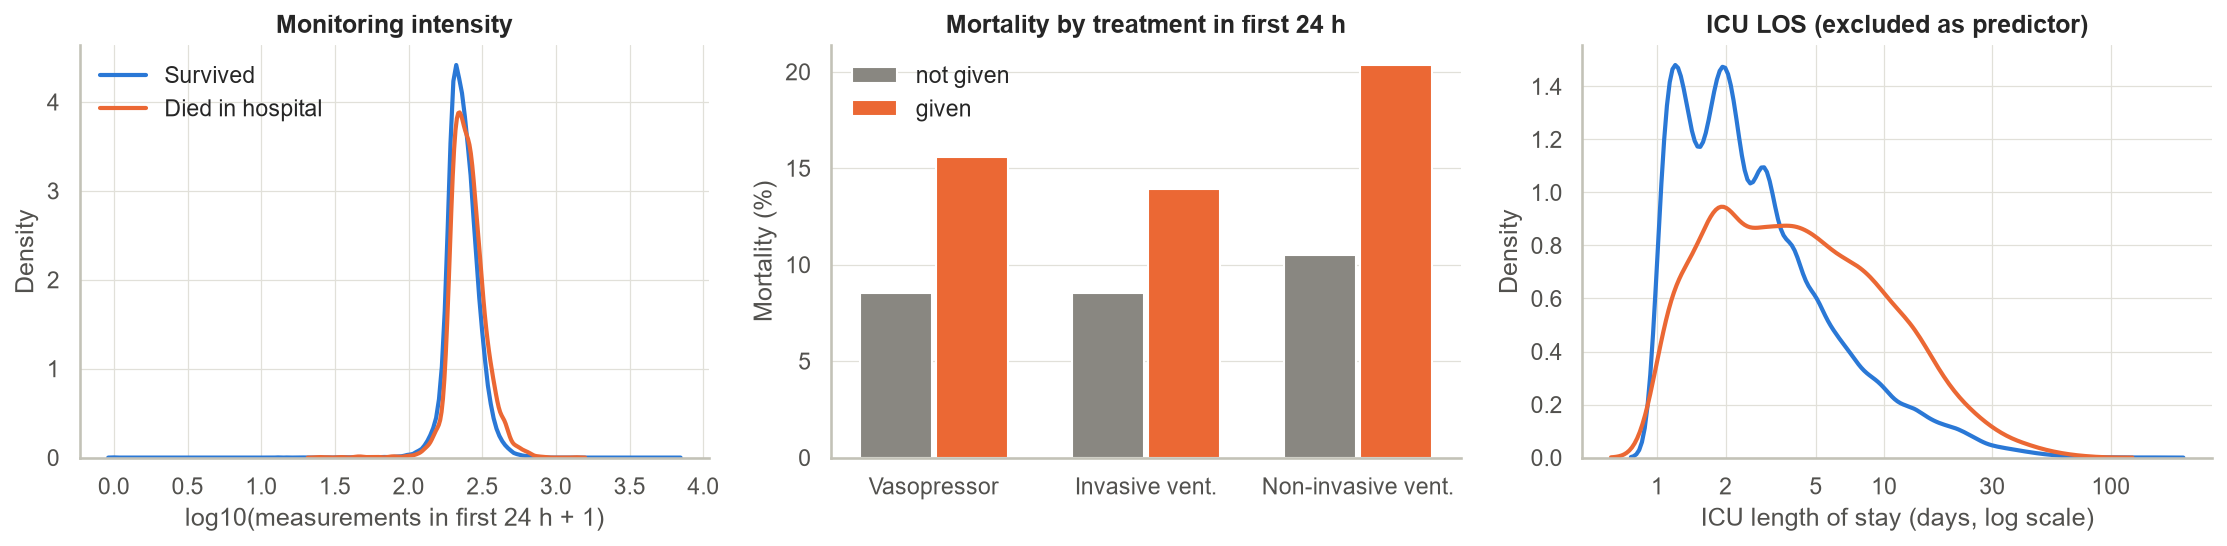 Monitoring intensity
Survived
Died in hospital
4
3
2
1
0
Density
0.0 0.5 1.0 1.5 2.0 2.5 3.0 3.5 4.0
log10(measurements in first 24 h + 1)
Mortality by treatment in first 24 h
not given
given
20
15
10
5
0
Mortality (%)
Vasopressor Invasive vent. Non-invasive vent.
ICU LOS (excluded as predictor)
1.4
1.2
1.0
0.8
0.6
0.4
0.2
0.0
Density
1 2 5 10 30 100
ICU length of stay (days, log scale)